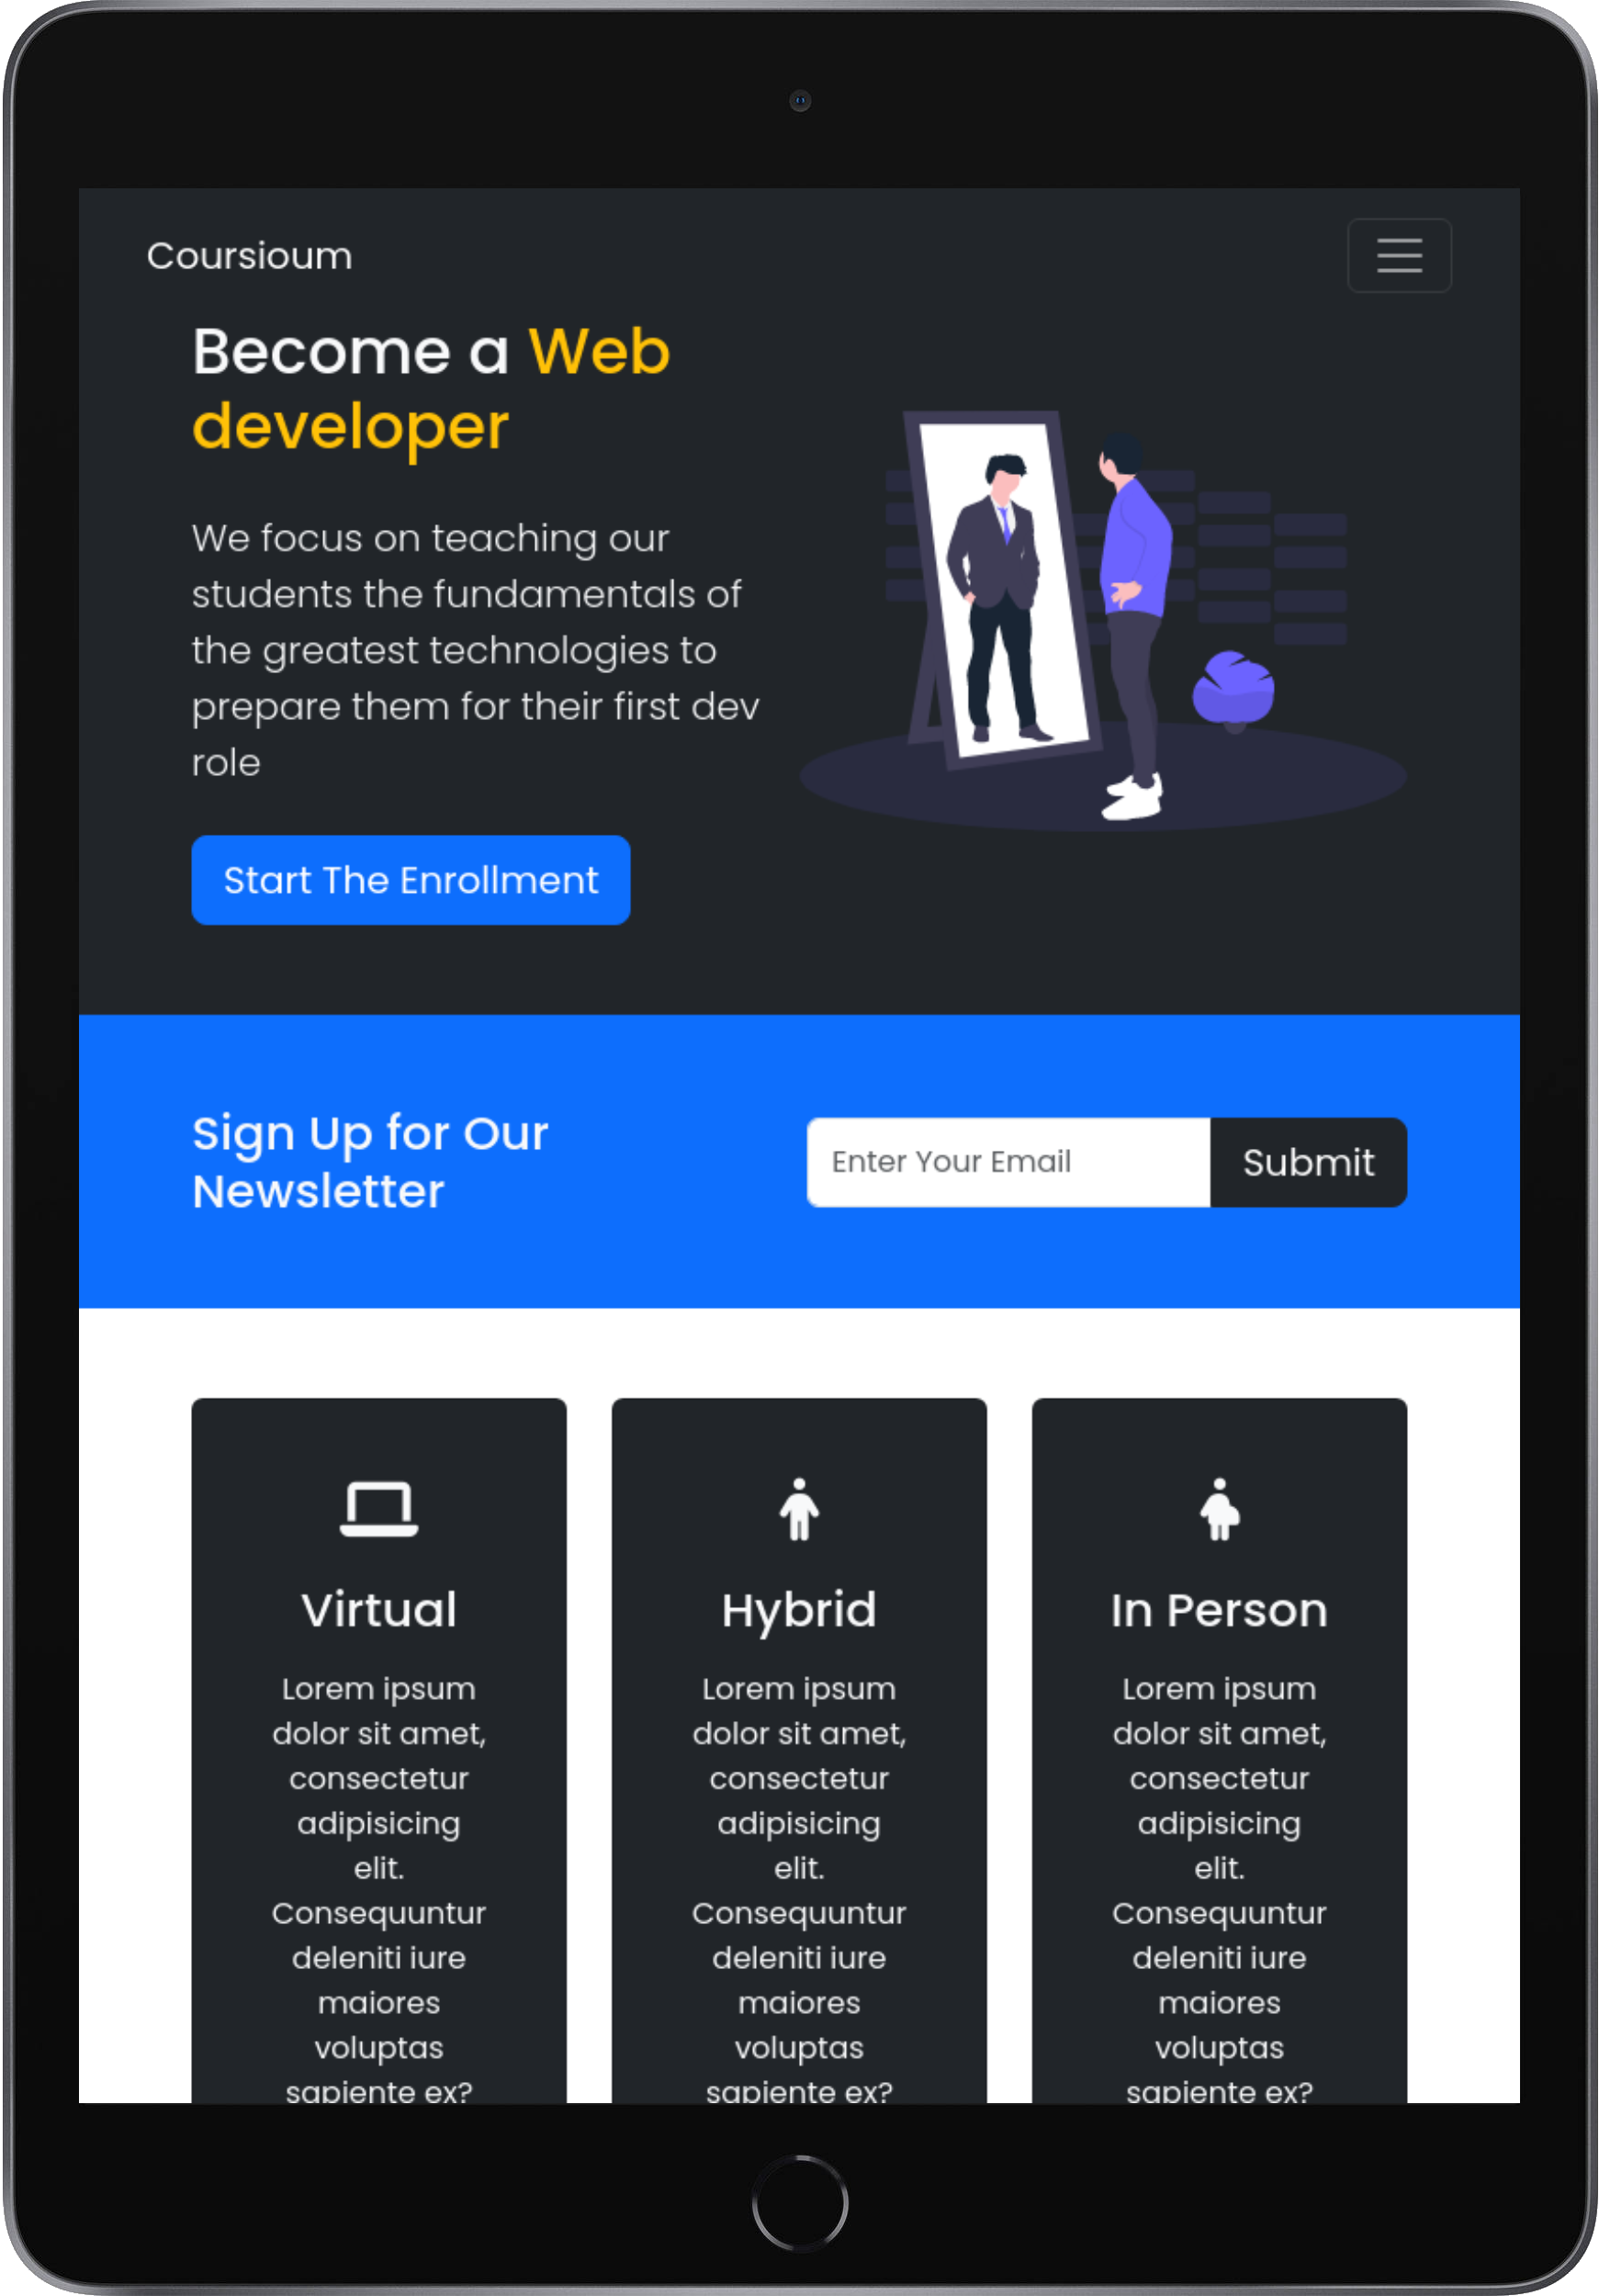 Coursioum
Become a Web
developer
We focus on teaching our
students the fundamentals of
the greatest technologies to
prepare them for their first dev
role
Start The Enrollment
Sign Up for Our
Newsletter
Enter Your Email
Submit
Virtual
Lorem ipsum
dolor sit amet,
consectetur
adipisicing
elit.
Consequuntur
deleniti iure
maiores
voluptas
sapiente ex?
Hybrid
Lorem ipsum
dolor sit amet,
consectetur
adipisicing
elit.
Consequuntur
deleniti iure
maiores
voluptas
sapiente ex?
In Person
Lorem ipsum
dolor sit amet,
consectetur
adipisicing
elit.
Consequuntur
deleniti iure
maiores
voluptas
sapiente ex?